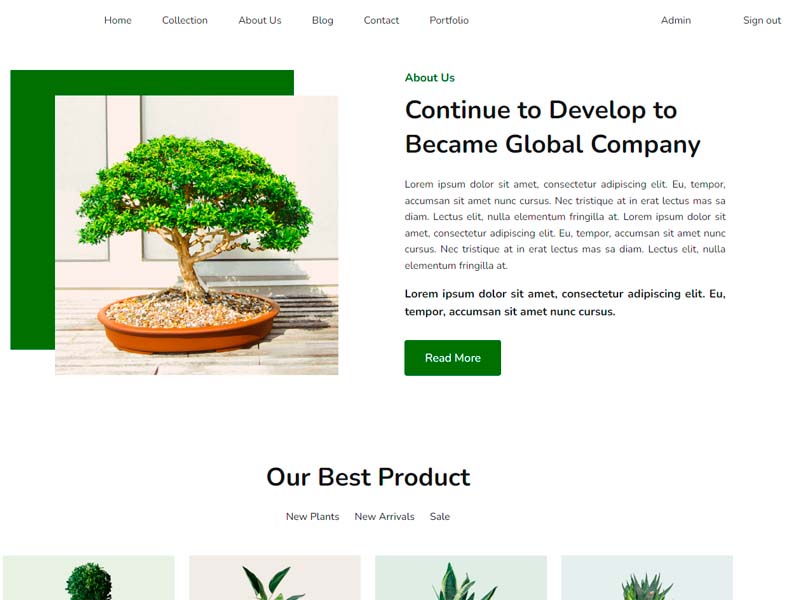 Home Collection About Us Blog Contact Portfolio Admin Sign out
About Us
Continue to Develop to
Became Global Company
Lorem ipsum dolor sit amet, consectetur adipiscing elit. Eu, tempor,
accumsan sit amet nunc cursus. Nec tristique at in erat lectus mas sa
diam. Lectus elit, nulla elementum fringilla at. Lorem ipsum dolor sit
amet, consectetur adipiscing elit. Eu, tempor, accumsan sit amet nunc
cursus. Nec tristique at in erat lectus mas sa diam. Lectus elit, nulla
elementum fringilla at.
Lorem ipsum dolor sit amet, consectetur adipiscing elit. Eu,
tempor, accumsan sit amet nunc cursus.
Read More
Our Best Product
New Plants New Arrivals Sale